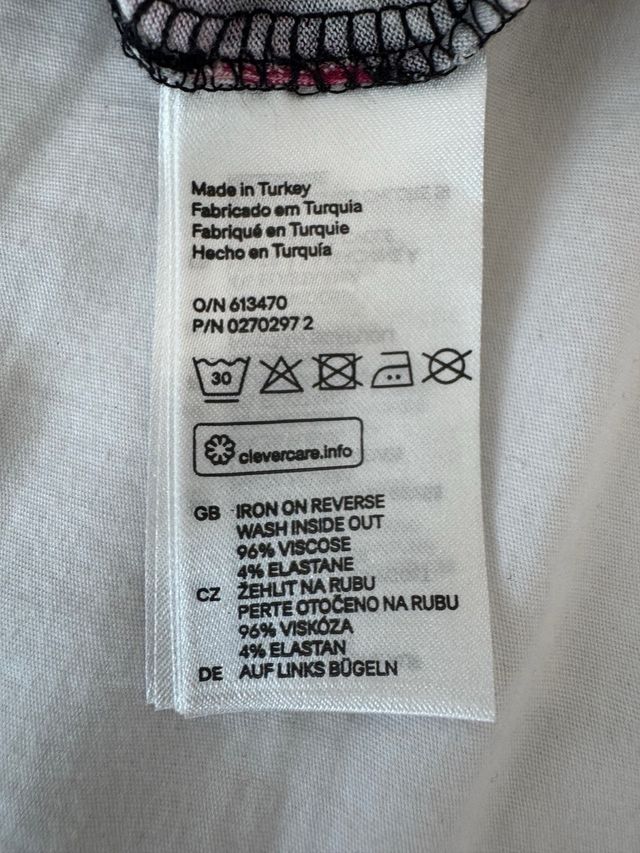 Made in Turkey
Fabricado em Turquia
Fabriqué en Turquie
Hecho en Turquía
O/N 613470
P/N 0270297 2
30
clevercare.info
GB IRON ON REVERSE
WASH INSIDE OUT
96% VISCOSE
4% ELASTANE
CZ ŽEHLIT NA RUBU
PERTE OTOČENO NA RUBU
96% VISKÓZA
4% ELASTAN
DE AUF LINKS BÜGELN